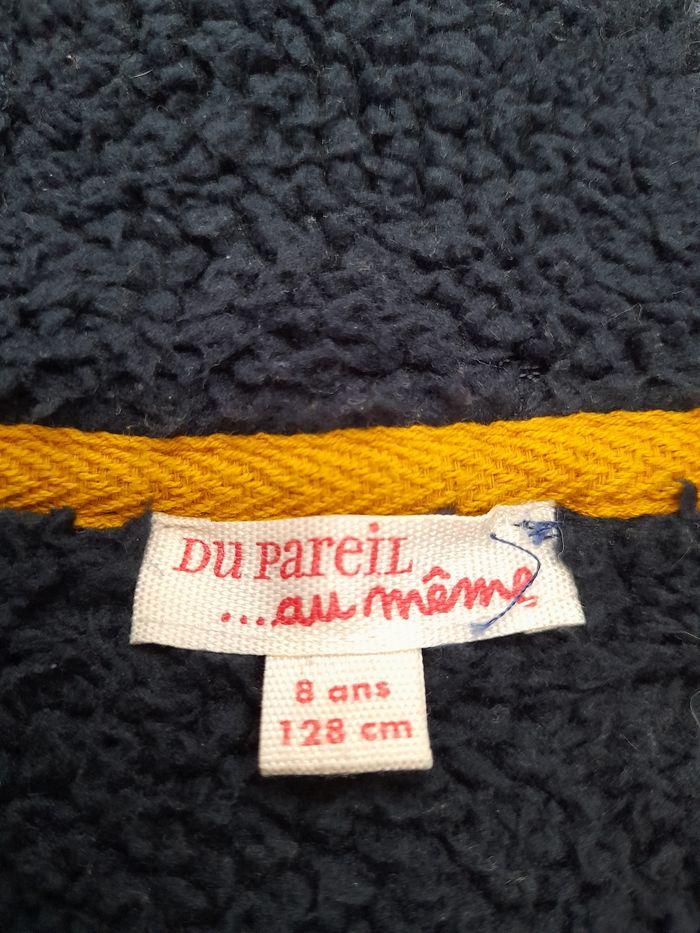 DU PAREIL
...au même
8 ans
128 cm